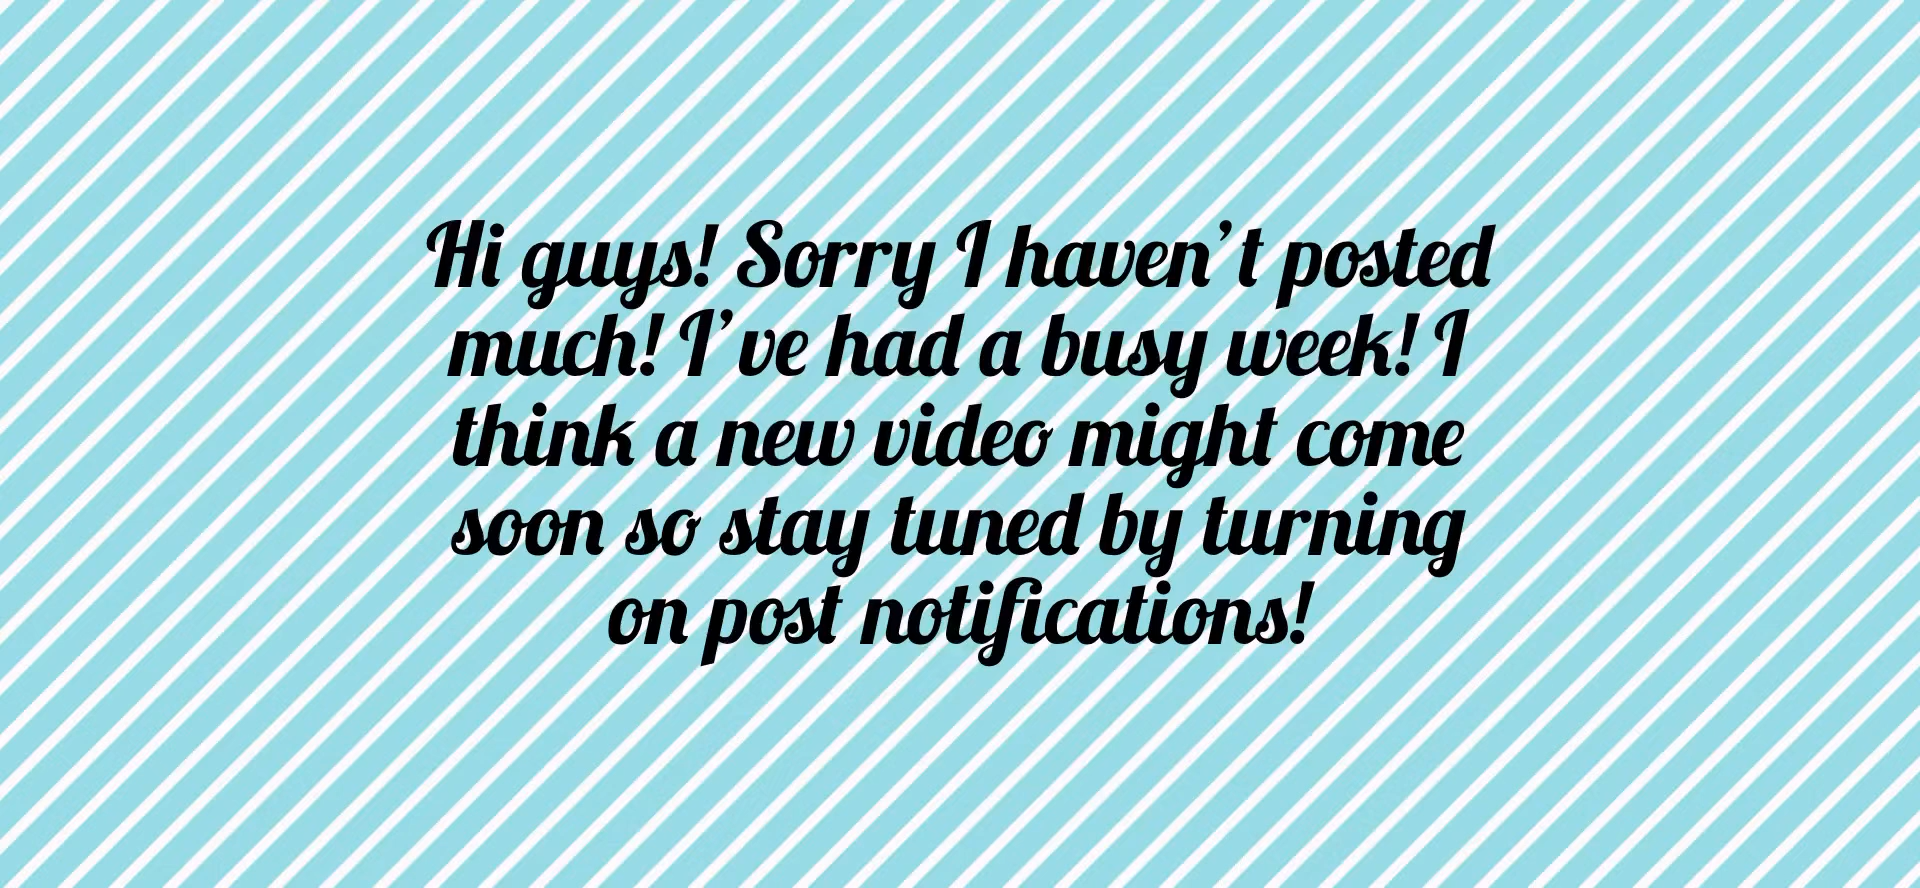 Hi guys! Sorry I haven’t posted
much! I’ve had a busy week! I
think a new video might come
soon so stay tuned by turning
on post notifications!